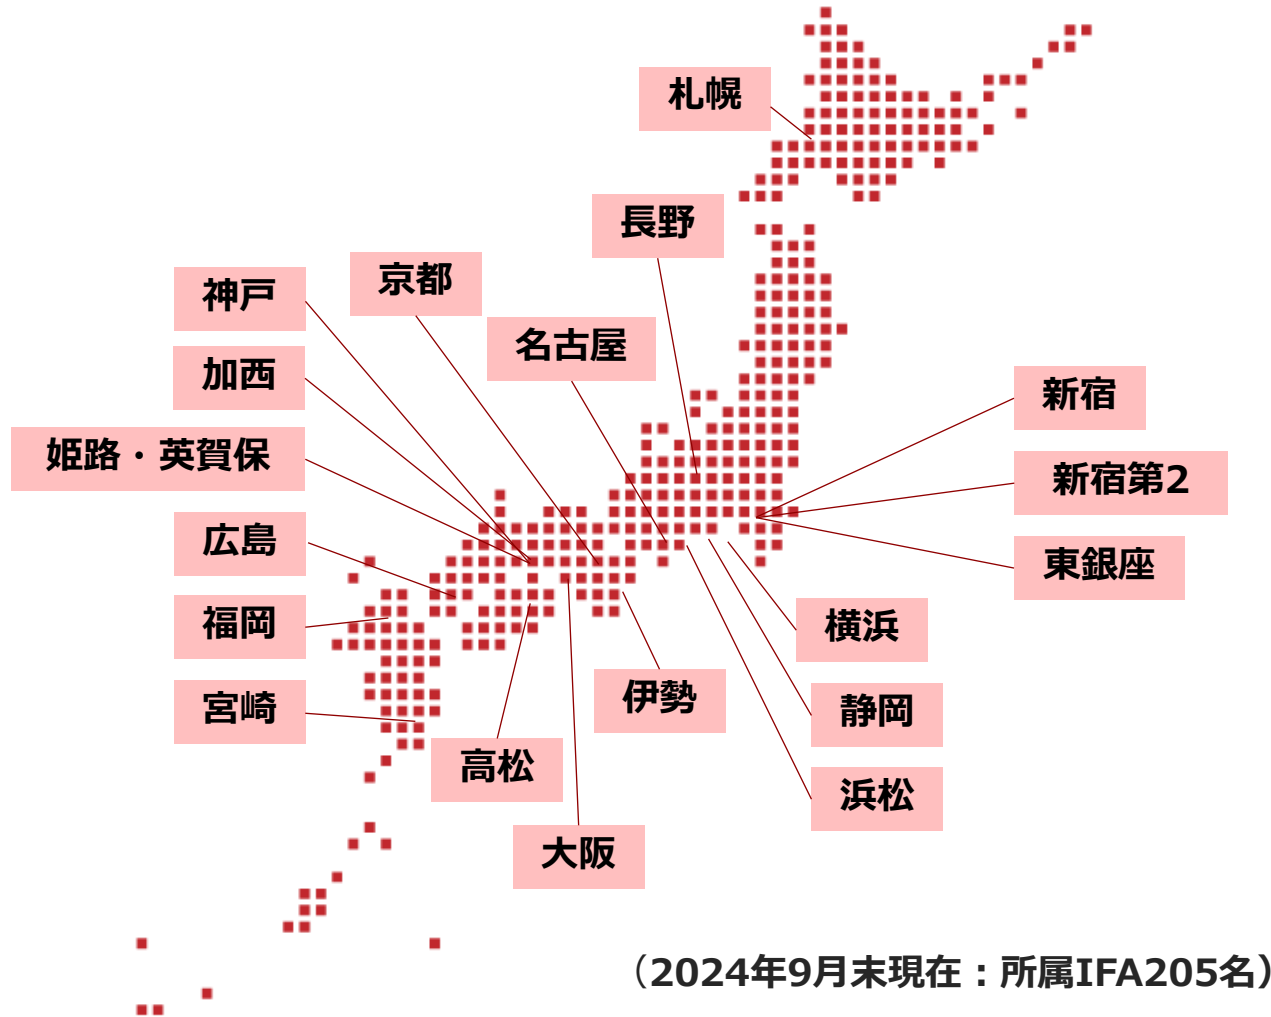 札幌
長野
京都
神戸
名古屋
加西
新宿
姫路・英賀保
新宿第2
広島
東銀座
福岡
横浜
伊勢
宮崎
静岡
高松
浜松
大阪
（2024年9月末現在：所属IFA205名）